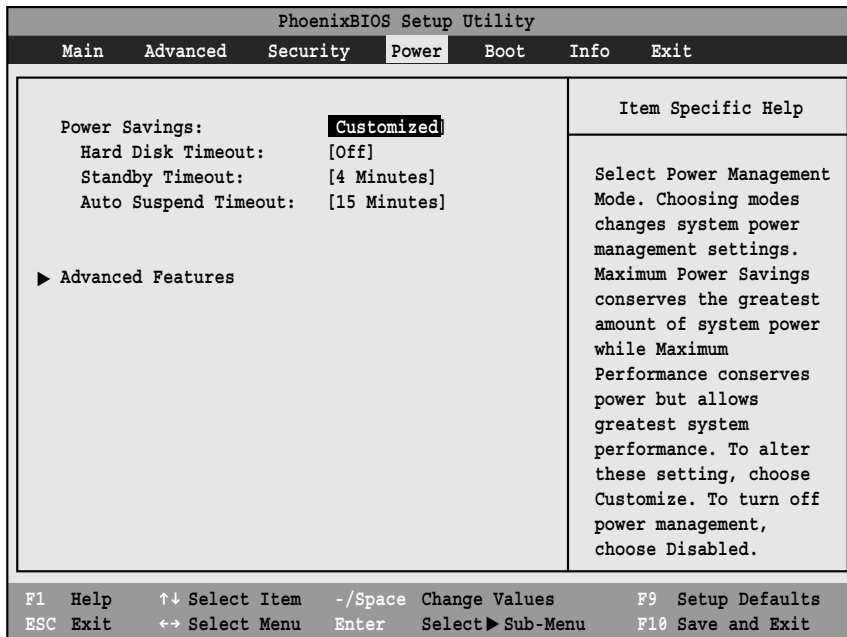 PhoenixBIOS Setup Utility
Main Advanced Security Power Boot Info Exit
Power Savings: [Customized]
Hard Disk Timeout: [Off]
Standby Timeout: [4 Minutes]
Auto Suspend Timeout: [15 Minutes]
▶ Advanced Features
Item Specific Help
Select Power Management
Mode. Choosing modes
changes system power
management settings.
Maximum Power Savings
conserves the greatest
amount of system power
while Maximum
Performance conserves
power but allows
greatest system
performance. To alter
these setting, choose
Customize. To turn off
power management,
choose Disabled.
F1 Help ↑↓ Select Item -/Space Change Values F9 Setup Defaults
ESC Exit ←→ Select Menu Enter Select ▶ Sub-Menu F10 Save and Exit